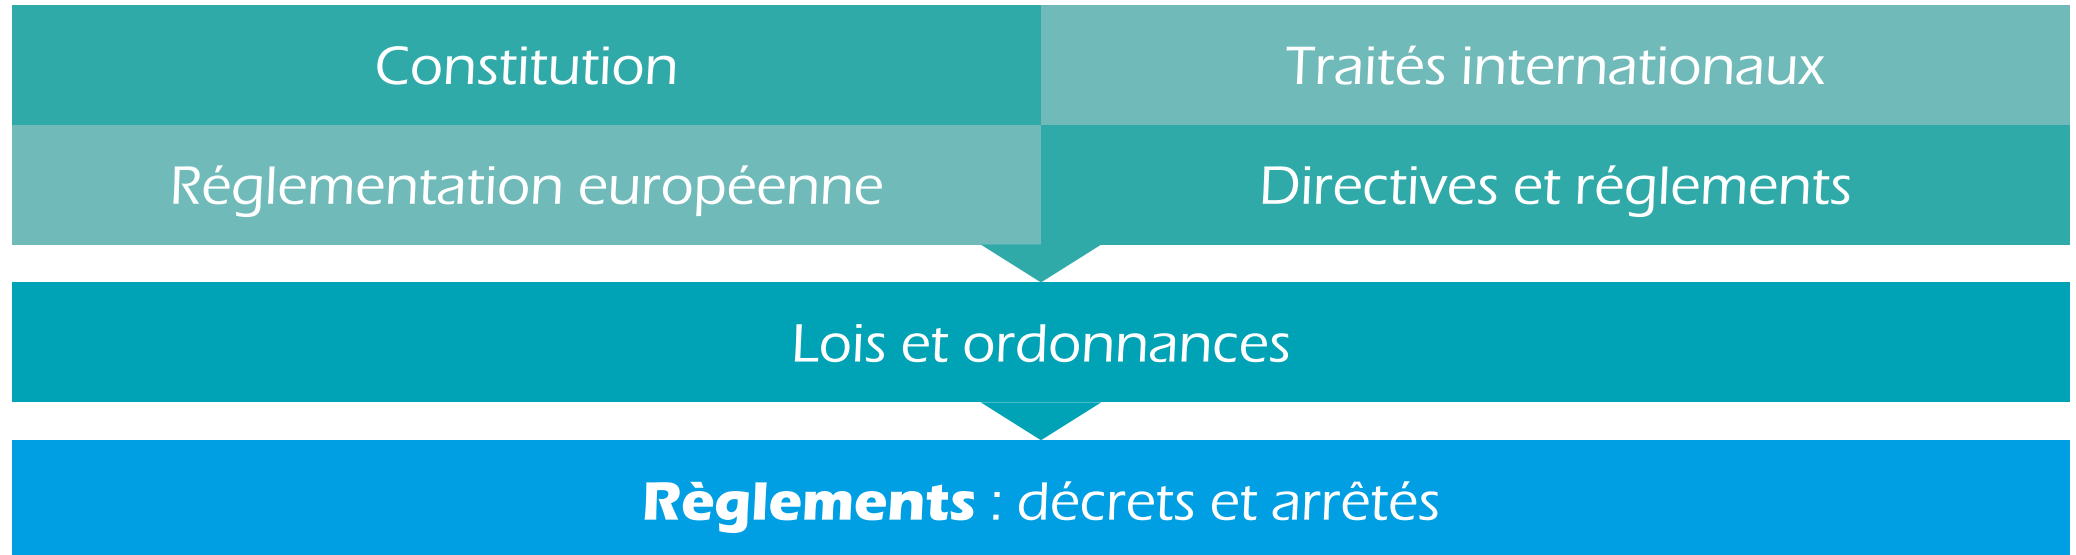 Constitution
Traités internationaux
Réglementation européenne
Directives et réglements
Lois et ordonnances
Règlements : décrets et arrêtés